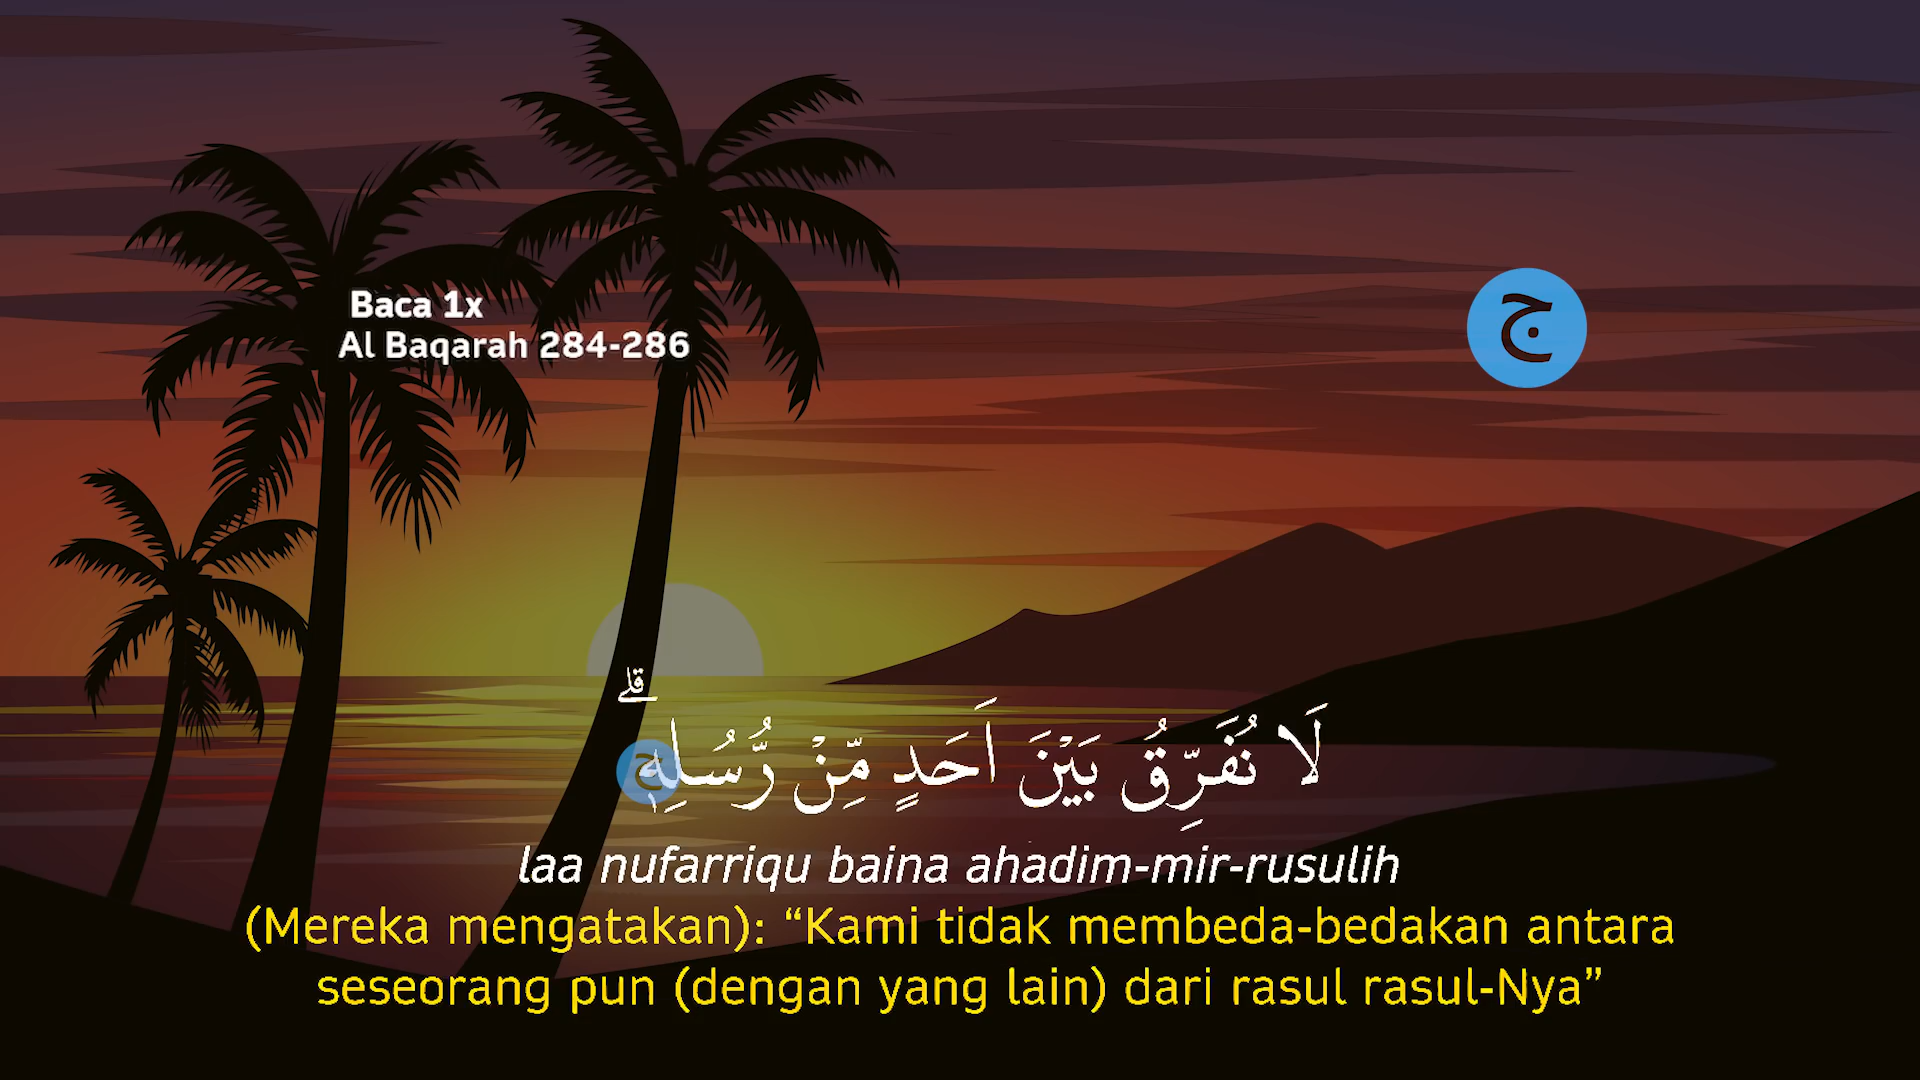 Baca 1x
Al Baqarah 284-286
ج
لَا نُفَرِّقُ بَيْنَ اَحَدٍ مِّنْ رُّسُلِهٖ ۗ
laa nufarriqu baina ahadim-mir-rusulih
(Mereka mengatakan): “Kami tidak membeda-bedakan antara
seseorang pun (dengan yang lain) dari rasul rasul-Nya”